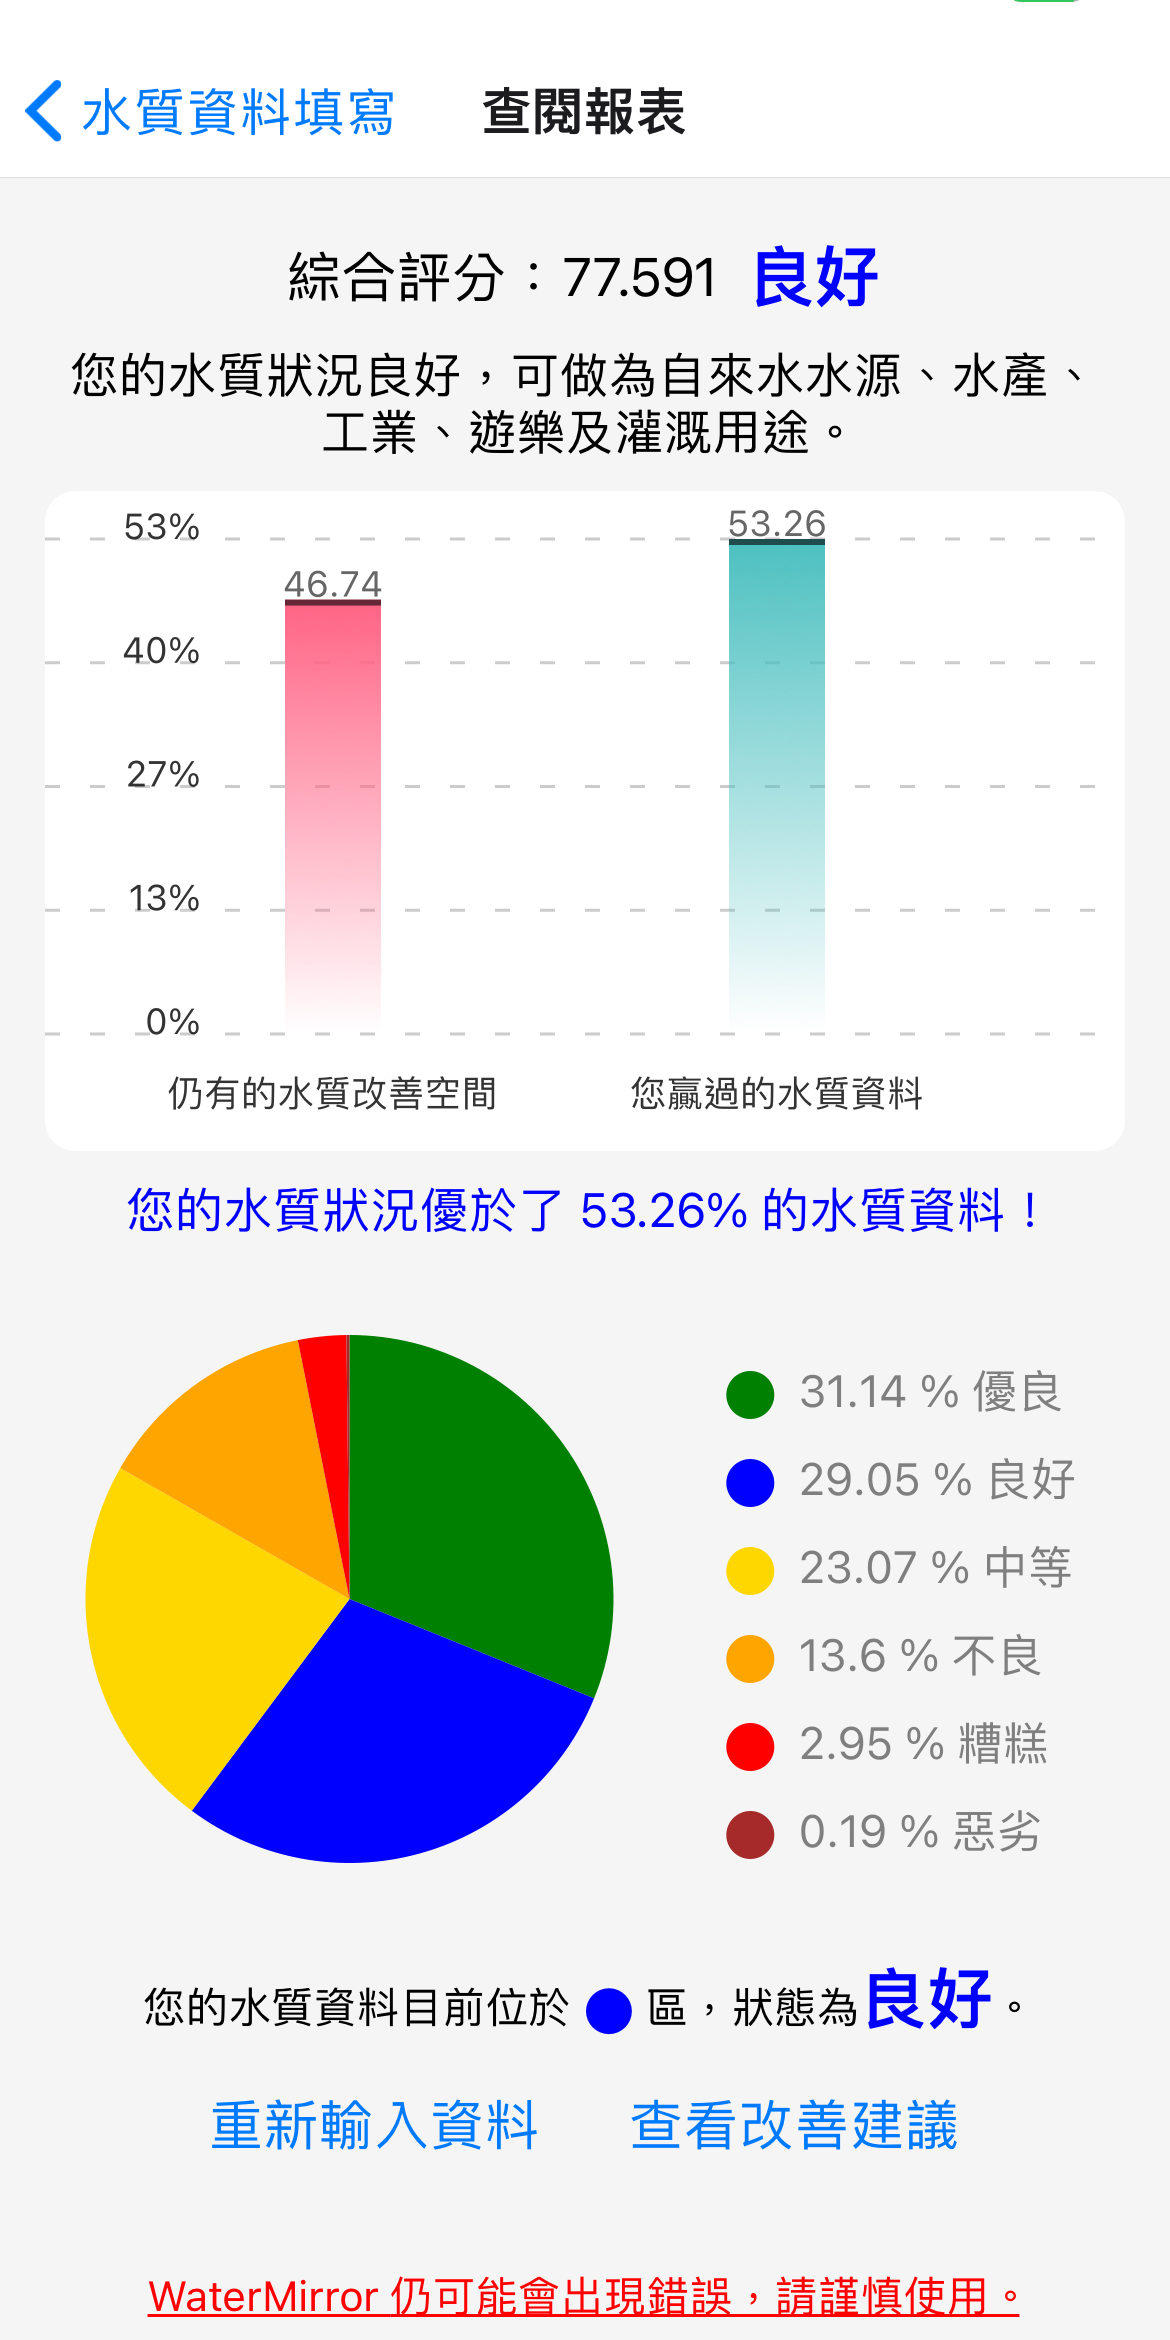 水質資料填寫
查閱報表
綜合評分：77.591 良好
您的水質狀況良好，可做為自來水水源、水產、
工業、遊樂及灌溉用途。
53%
53.26
46.74
40%
27%
13%
0%
仍有的水質改善空間
您贏過的水質資料
您的水質狀況優於了 53.26% 的水質資料！
31.14 % 優良
29.05 % 良好
23.07 % 中等
13.6 % 不良
2.95 % 糟糕
0.19 % 惡劣
您的水質資料目前位於 區，狀態為良好。
重新輸入資料
查看改善建議
WaterMirror 仍可能會出現錯誤，請謹慎使用。